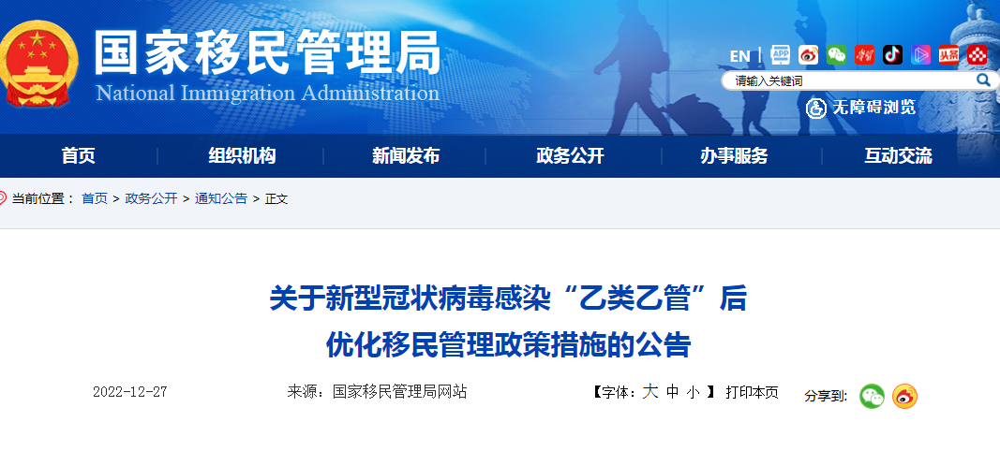 国家移民管理局
National Immigration Administration
EN | APP 头条
请输入关键词
无障碍浏览
首页 组织机构 新闻发布 政务公开 办事服务 互动交流
当前位置： 首页 > 政务公开 > 通知公告 > 正文
关于新型冠状病毒感染“乙类乙管”后
优化移民管理政策措施的公告
2022-12-27 来源：国家移民管理局网站 【字体：大 中 小 】 打印本页 分享到: